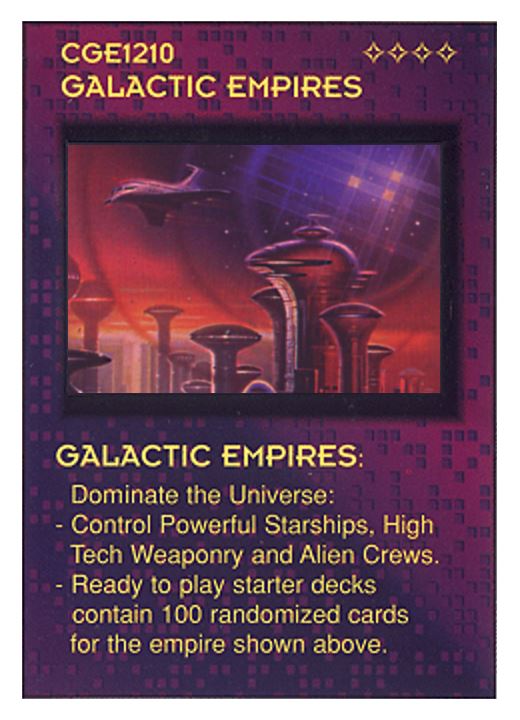 CGE1210
GALACTIC EMPIRES
GALACTIC EMPIRES:
Dominate the Universe:
- Control Powerful Starships, High
Tech Weaponry and Alien Crews.
- Ready to play starter decks
contain 100 randomized cards
for the empire shown above.